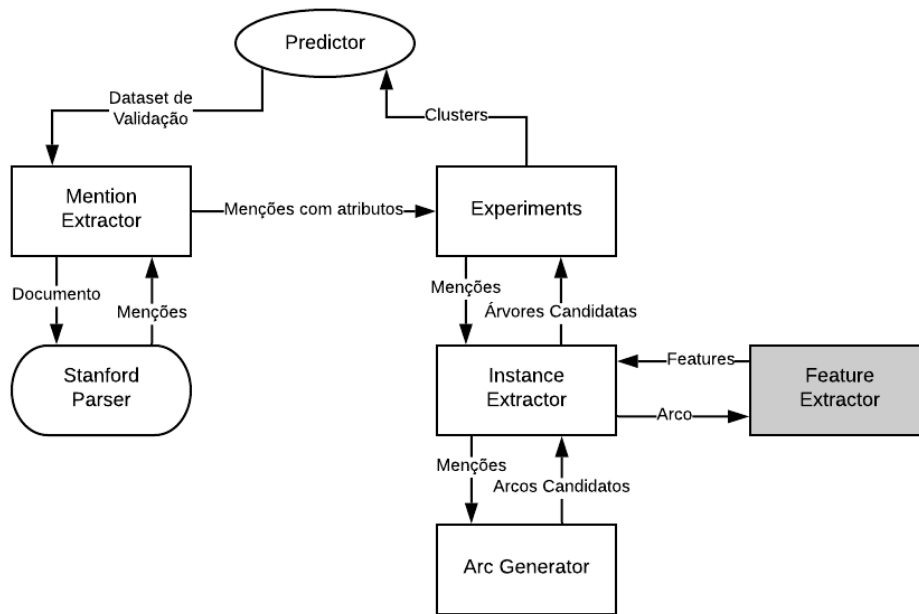 Predictor
Dataset de
Validação
Clusters
Mention
Extractor
Menções com atributos
Experiments
Documento
Menções
Menções
Árvores Candidatas
Stanford
Parser
Instance
Extractor
Features
Arco
Feature
Extractor
Menções
Arcos Candidatos
Arc Generator